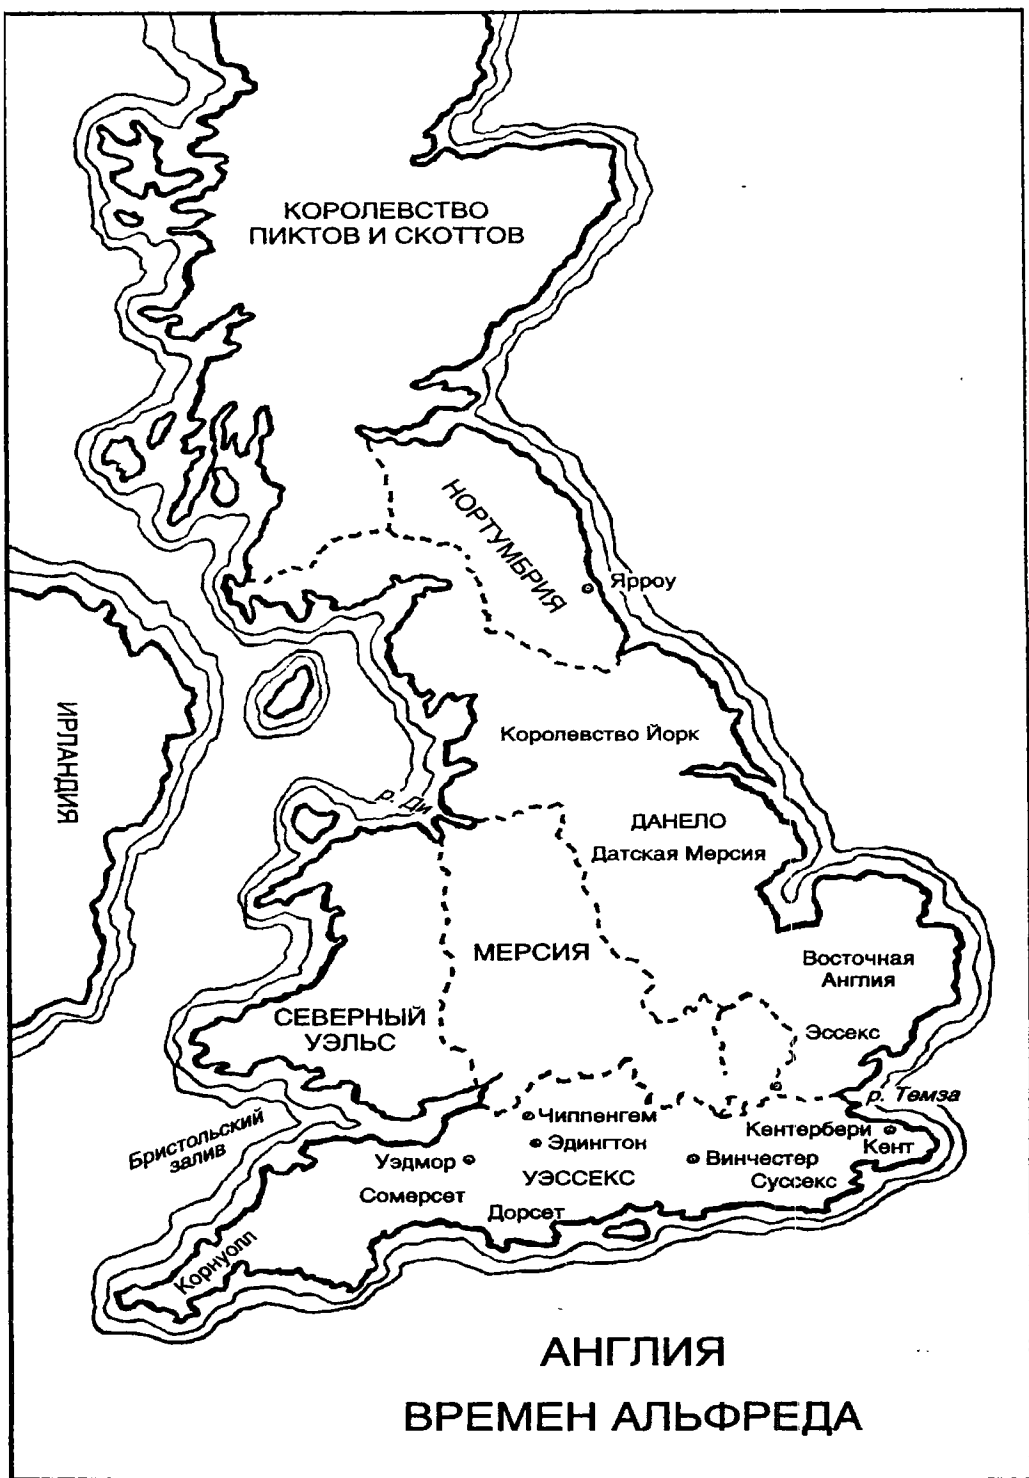 КОРОЛЕВСТВО
ПИКТОВ И СКОТТОВ
НОРТУМБРИЯ
Ярроу
ИРЛАНДИЯ
Королевство Йорк
р. Ди
ДАНЕЛО
Датская Мерсия
МЕРСИЯ
Восточная
Англия
СЕВЕРНЫЙ
УЭЛЬС
Эссекс
р. Темза
Бристольский
залив
Чиппенгем
Кентербери
Кент
Эдингтон
Уэдмор
Винчестер
УЭССЕКС
Суссекс
Сомерсет
Дорсет
Корнуолл
АНГЛИЯ
ВРЕМЕН АЛЬФРЕДА